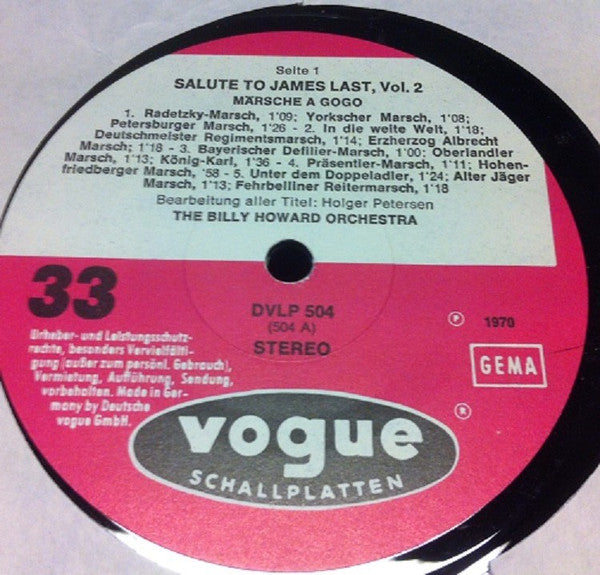 Seite 1
SALUTE TO JAMES LAST, Vol. 2
MÄRSCHE A GOGO
1. Radetzky-Marsch, 1'09; Yorkscher Marsch, 1'08;
Petersburger Marsch, 1'26 - 2. In die weite Welt, 1'18;
Deutschmeister Regimentsmarsch, 1'14; Erzherzog Albrecht
Marsch; 1'18 - 3. Bayerischer Defilier-Marsch, 1'00; Oberlandler
Marsch, 1'13; König-Karl, 1'36 - 4. Präsentier-Marsch, 1'11; Hohen-
friedberger Marsch, '58 - 5. Unter dem Doppeladler, 1'24; Alter Jäger
Marsch, 1'13; Fehrbelliner Reitermarsch, 1'18
Bearbeitung aller Titel: Holger Petersen
THE BILLY HOWARD ORCHESTRA
33
DVLP 504
(504 A)
STEREO
Ⓟ 1970
GEMA
Urheber- und Leistungsschutz-
rechte, besonders Vervielfälti-
gung (außer zum persönl. Gebrauch),
Vermietung, Aufführung, Sendung,
vorbehalten. Made in Ger-
many by Deutsche
vogue GmbH.
®
vogue
SCHALLPLATTEN